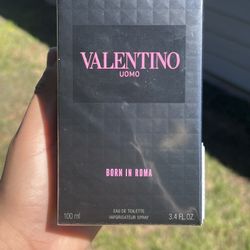 VALENTINO
UOMO
BORN IN ROMA
EAU DE TOILETTE
VAPORISATEUR SPRAY
100 ml
3.4 FL.OZ